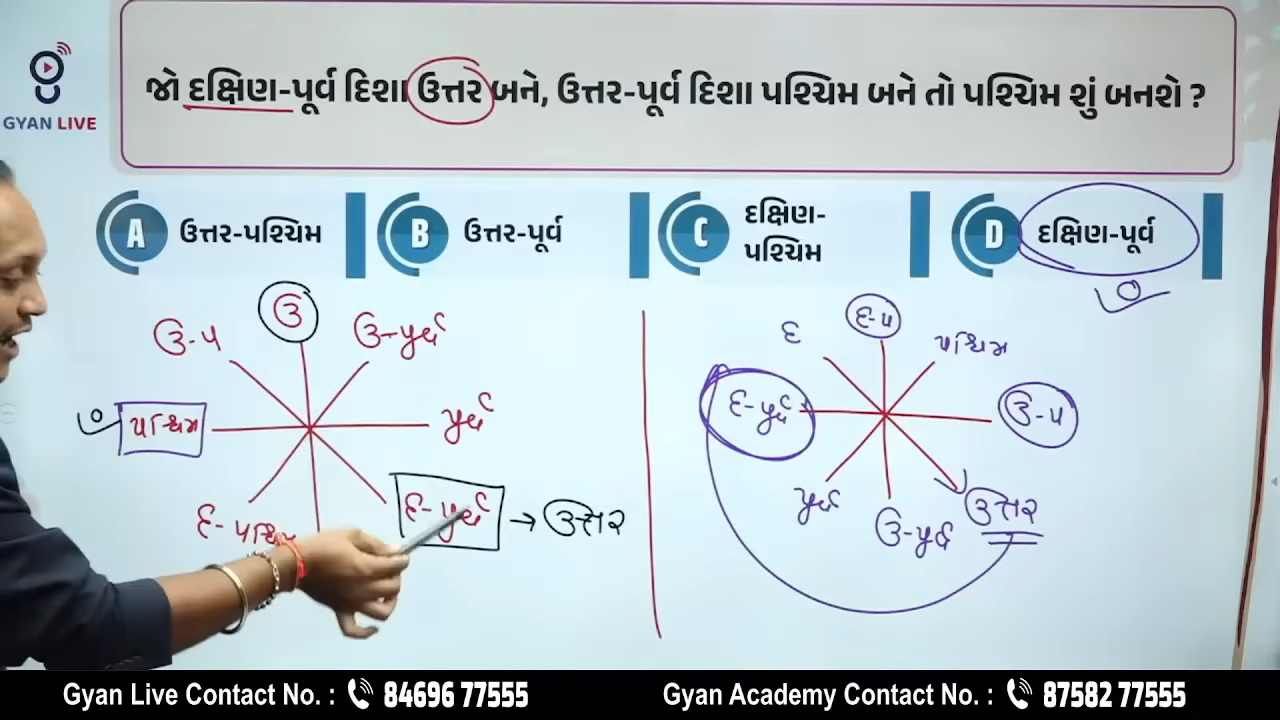 GYAN LIVE
જો દક્ષિણ-પૂર્વ દિશા ઉત્તર બને, ઉત્તર-પૂર્વ દિશા પશ્ચિમ બને તો પશ્ચિમ શું બનશે ?
A ઉત્તર-પશ્ચિમ
B ઉત્તર-પૂર્વ
C દક્ષિણ-
પશ્ચિમ
D દક્ષિણ-પૂર્વ
ઉ
ઉ-પ
ઉ-પૂર્વ
પશ્ચિમ
પૂર્વ
દ-પશ્ચિમ
દ-પૂર્વ → ઉત્તર
દ
દ-પ
પશ્ચિમ
દ-પૂર્વ
ઉ-પ
પૂર્વ
ઉ-પૂર્વ
ઉત્તર
Gyan Live Contact No. : 84696 77555
Gyan Academy Contact No. : 87582 77555